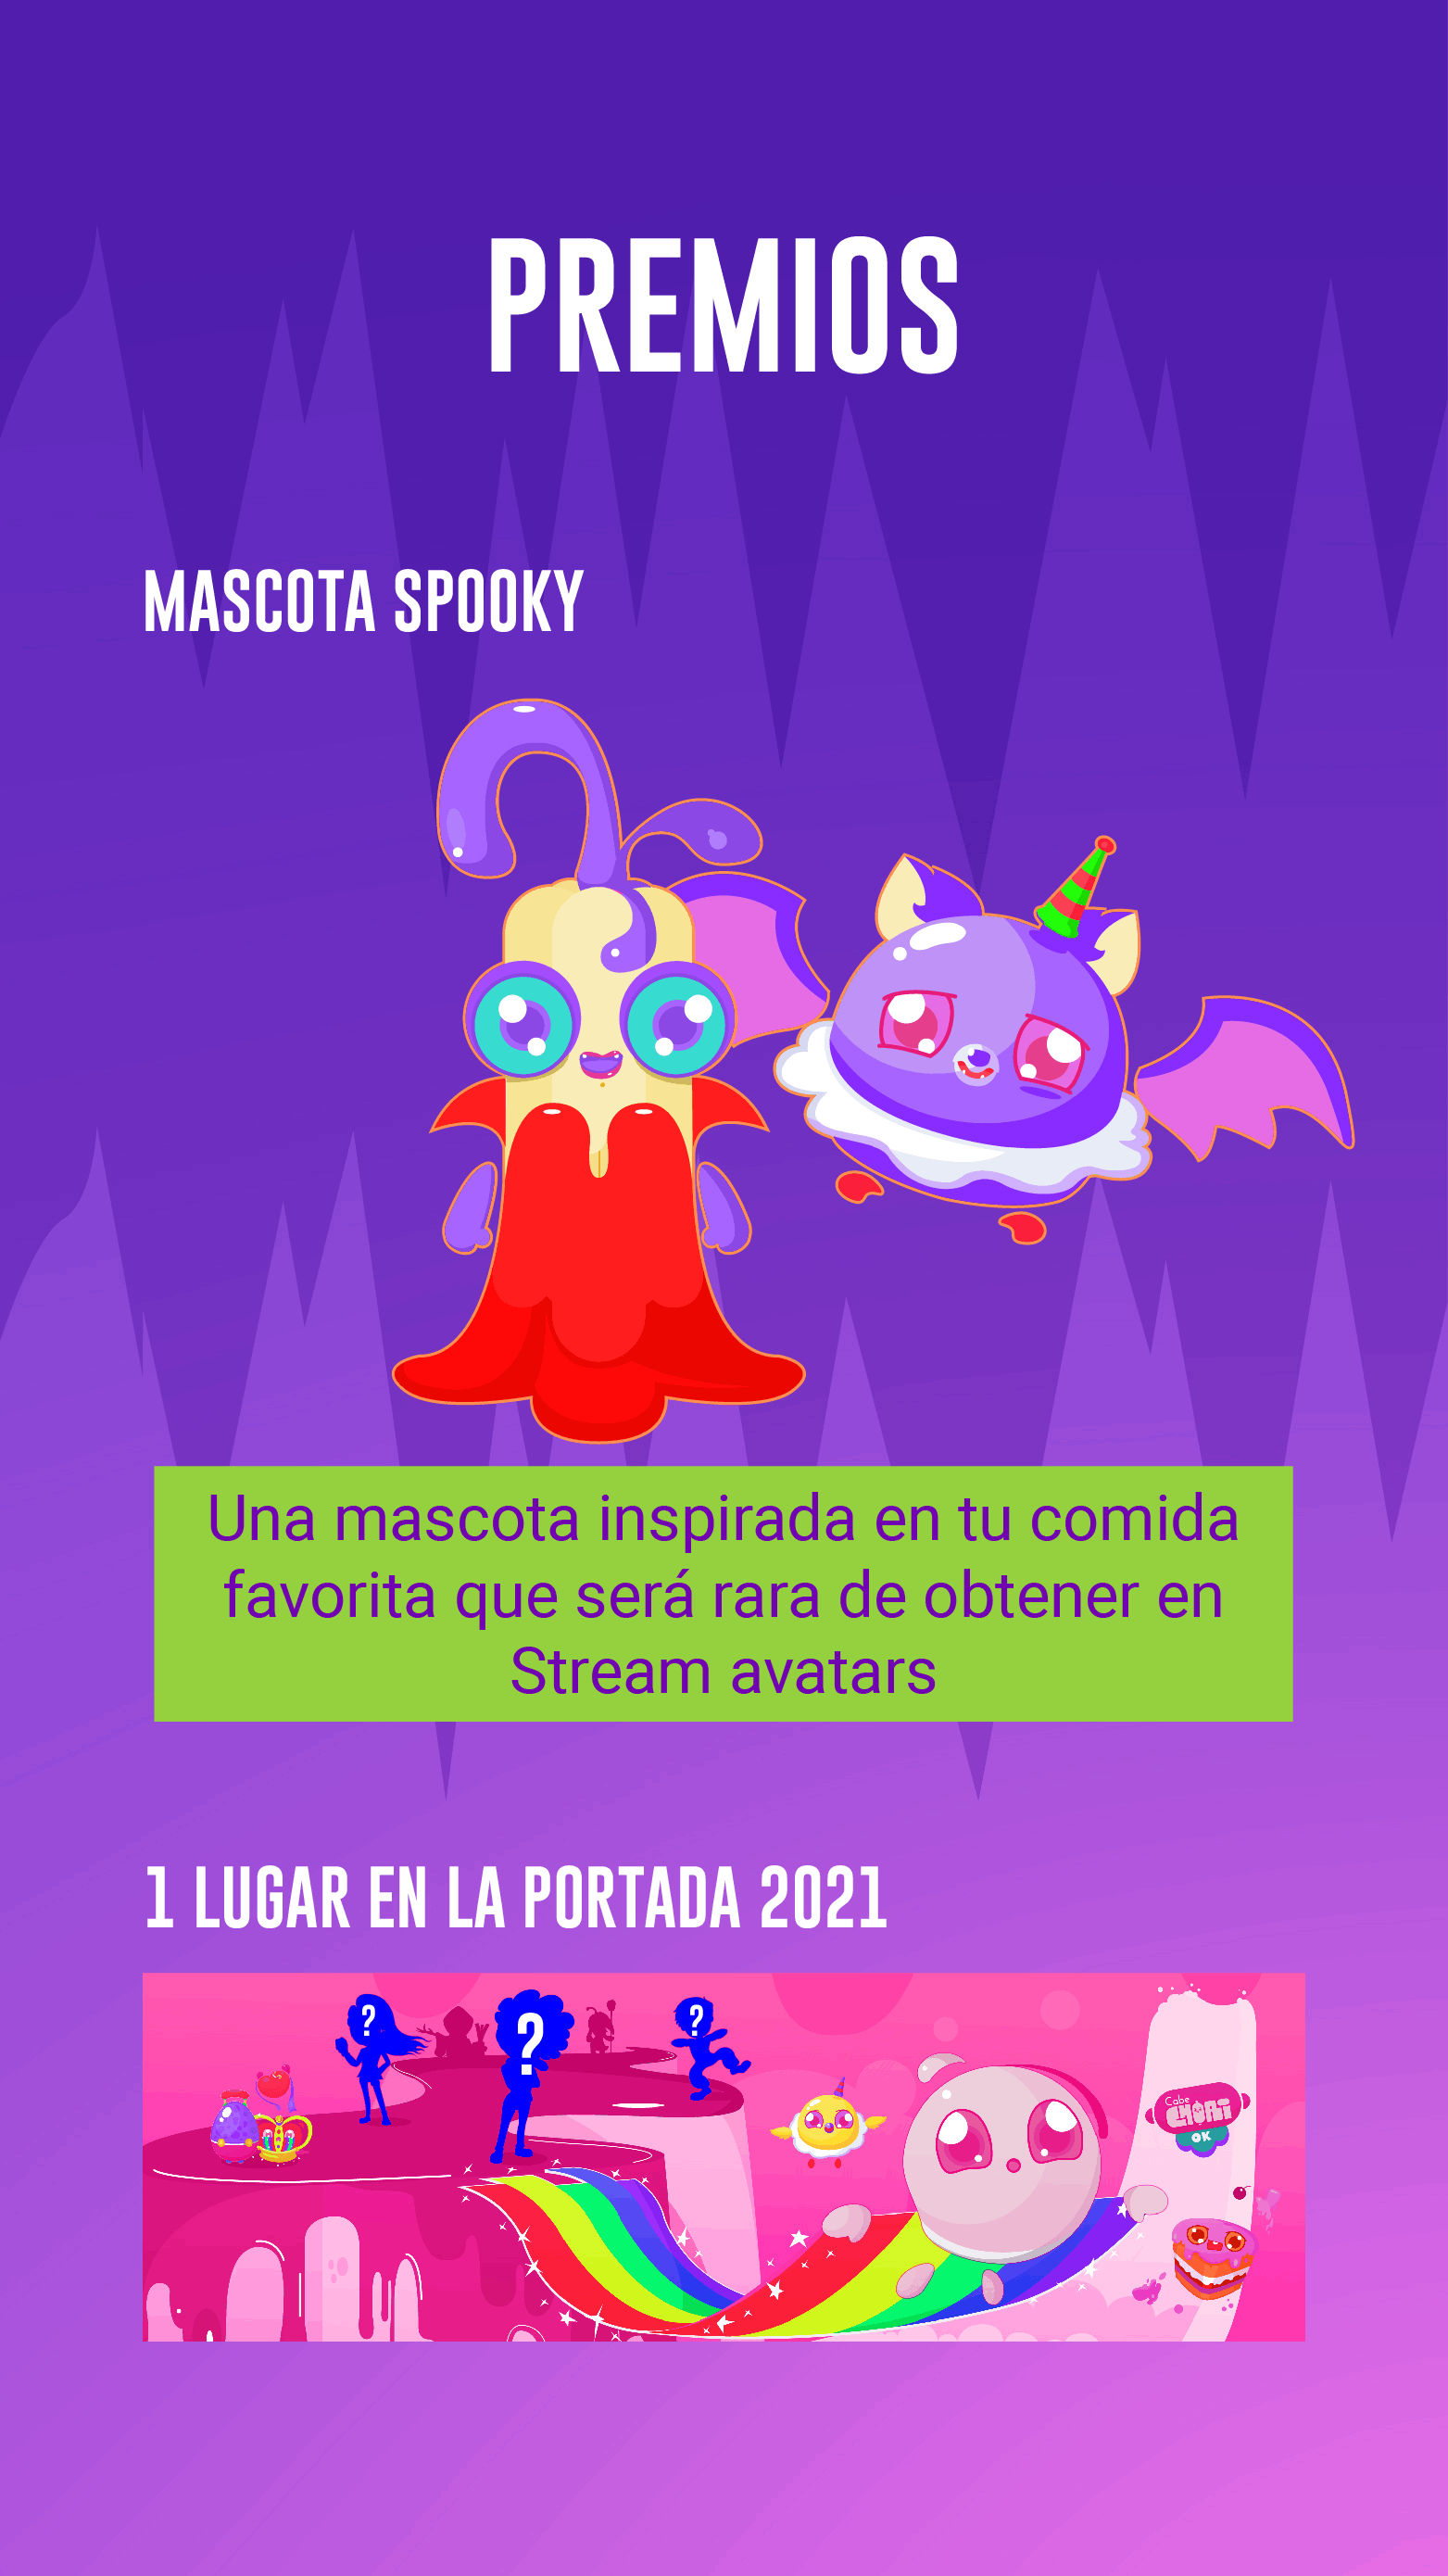 PREMIOS
MASCOTA SPOOKY
Una mascota inspirada en tu comida
favorita que será rara de obtener en
Stream avatars
1 LUGAR EN LA PORTADA 2021
?
?
?
Cabe
CHORI
OK